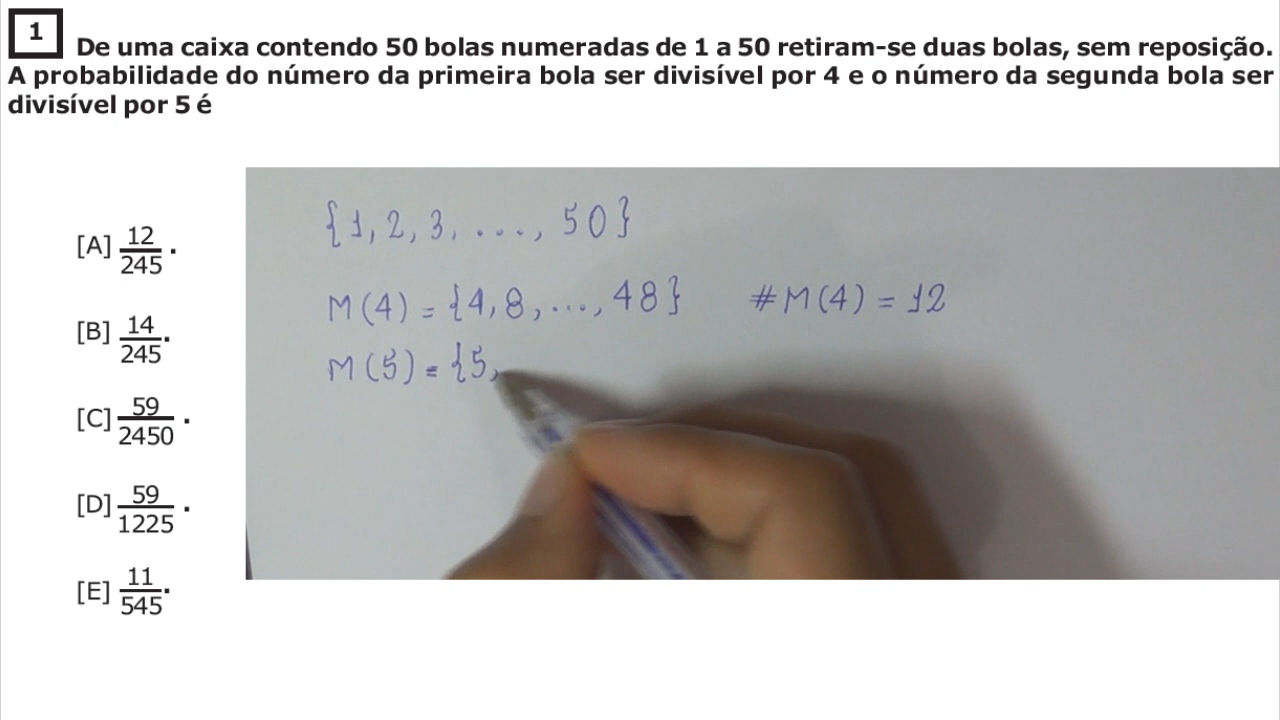 1
De uma caixa contendo 50 bolas numeradas de 1 a 50 retiram-se duas bolas, sem reposição.
A probabilidade do número da primeira bola ser divisível por 4 e o número da segunda bola ser
divisível por 5 é
[A] 12/245 .
[B] 14/245 .
[C] 59/2450 .
[D] 59/1225 .
[E] 11/545 .
{1, 2, 3, ..., 50}
M(4) = {4, 8, ..., 48} #M(4) = 12
M(5) = {5,